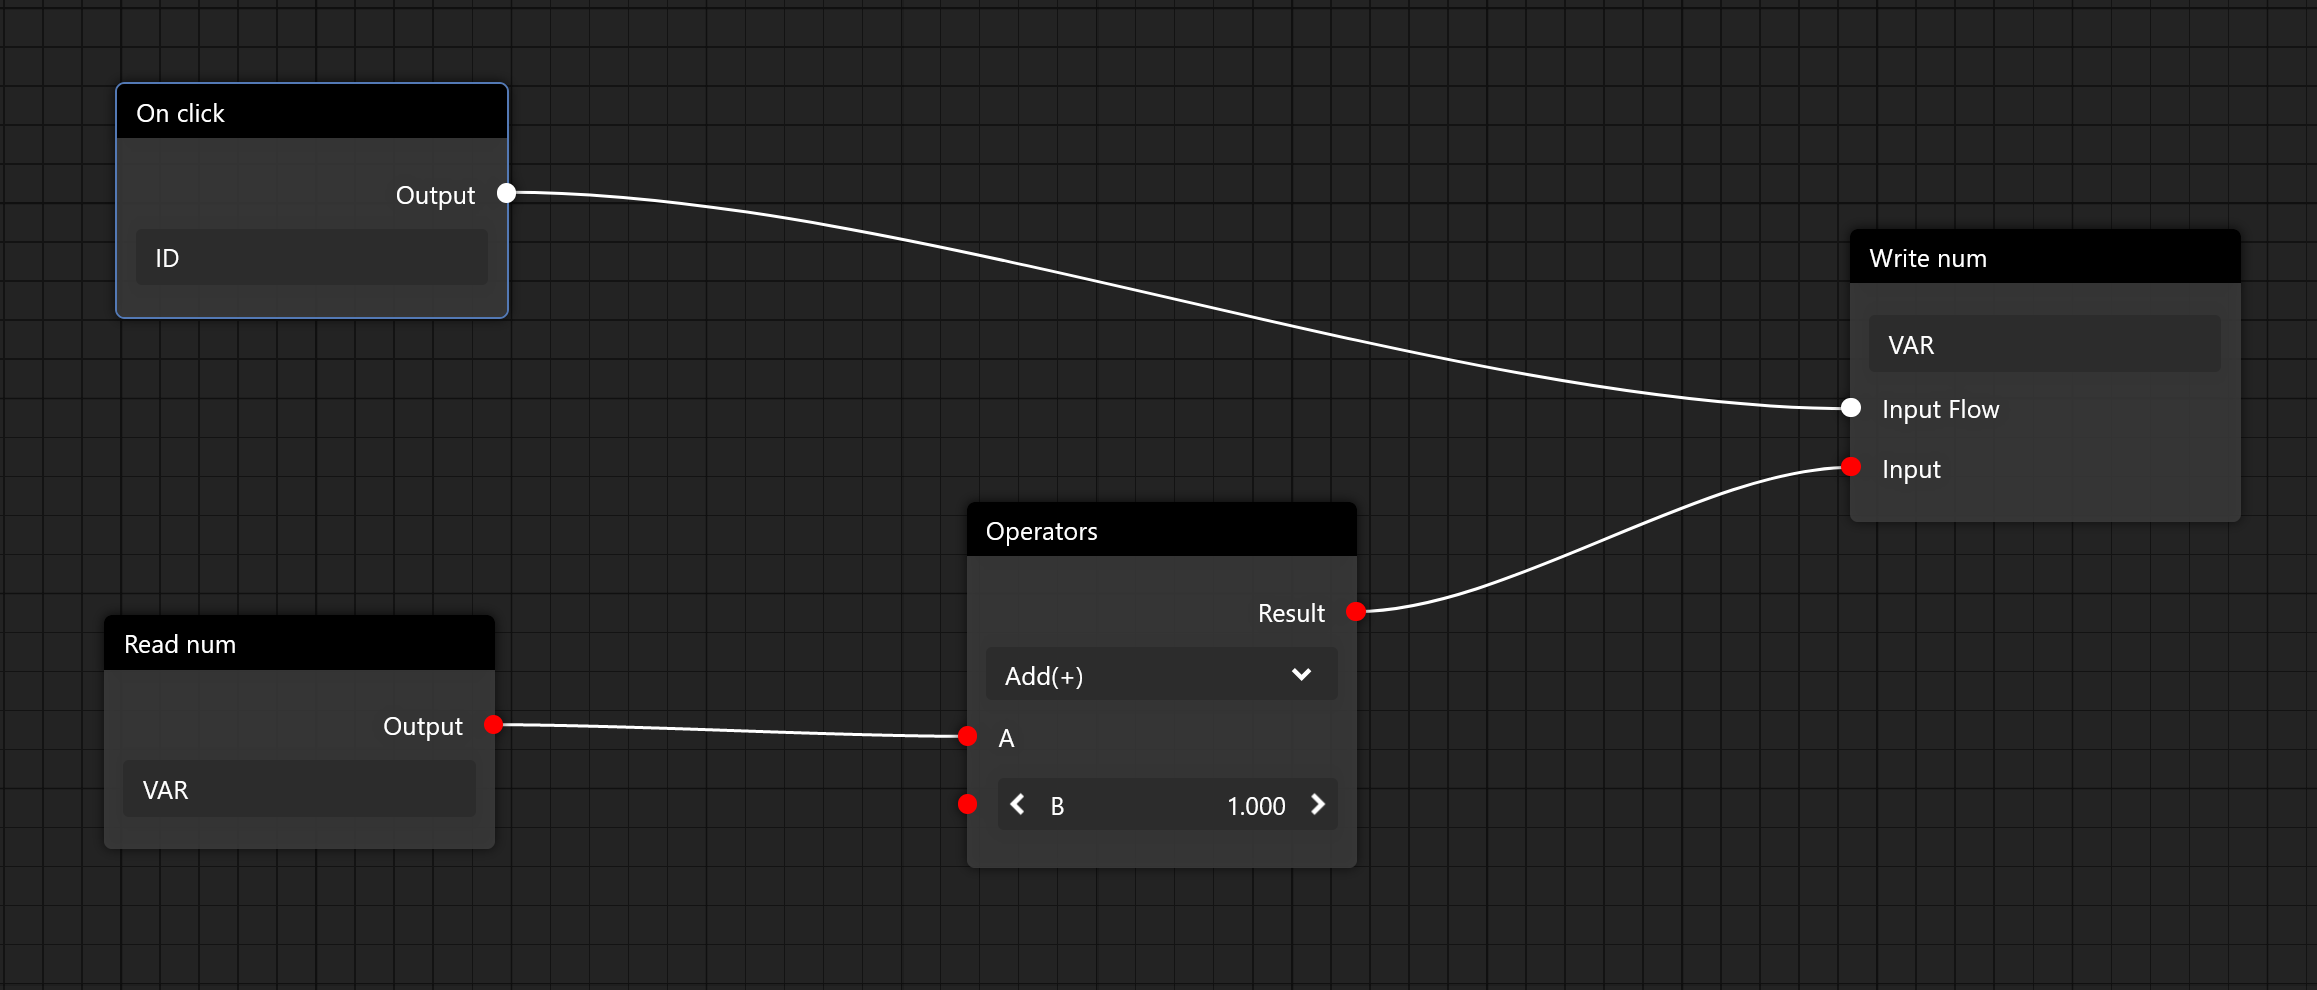 On click
Output
ID
Write num
VAR
Input Flow
Input
Operators
Result
Add(+)
A
B 1.000
Read num
Output
VAR